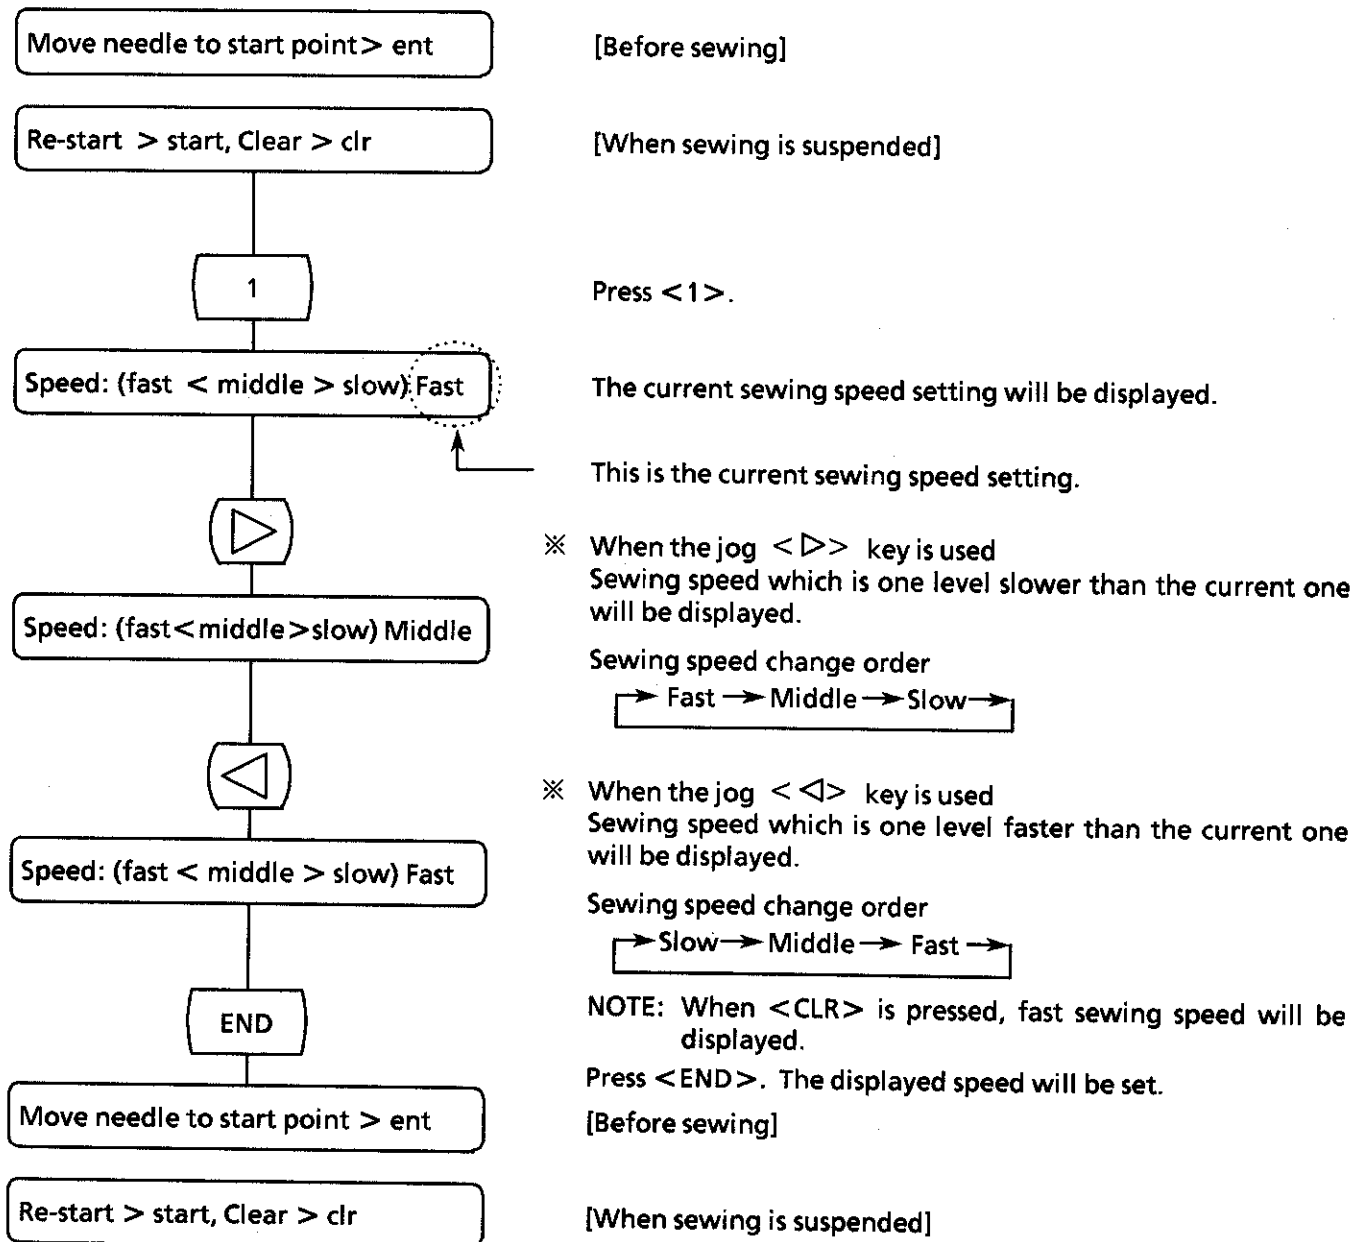 Move needle to start point > ent
[Before sewing]
Re-start > start, Clear > clr
[When sewing is suspended]
1
Press <1>.
Speed: (fast < middle > slow) Fast
The current sewing speed setting will be displayed.
This is the current sewing speed setting.
※ When the jog <▷> key is used
Sewing speed which is one level slower than the current one
will be displayed.
Speed: (fast<middle>slow) Middle
Sewing speed change order
Fast → Middle → Slow →
※ When the jog <◁> key is used
Sewing speed which is one level faster than the current one
will be displayed.
Speed: (fast < middle > slow) Fast
Sewing speed change order
Slow → Middle → Fast →
END
NOTE: When <CLR> is pressed, fast sewing speed will be
displayed.
Press <END>. The displayed speed will be set.
Move needle to start point > ent
[Before sewing]
Re-start > start, Clear > clr
[When sewing is suspended]